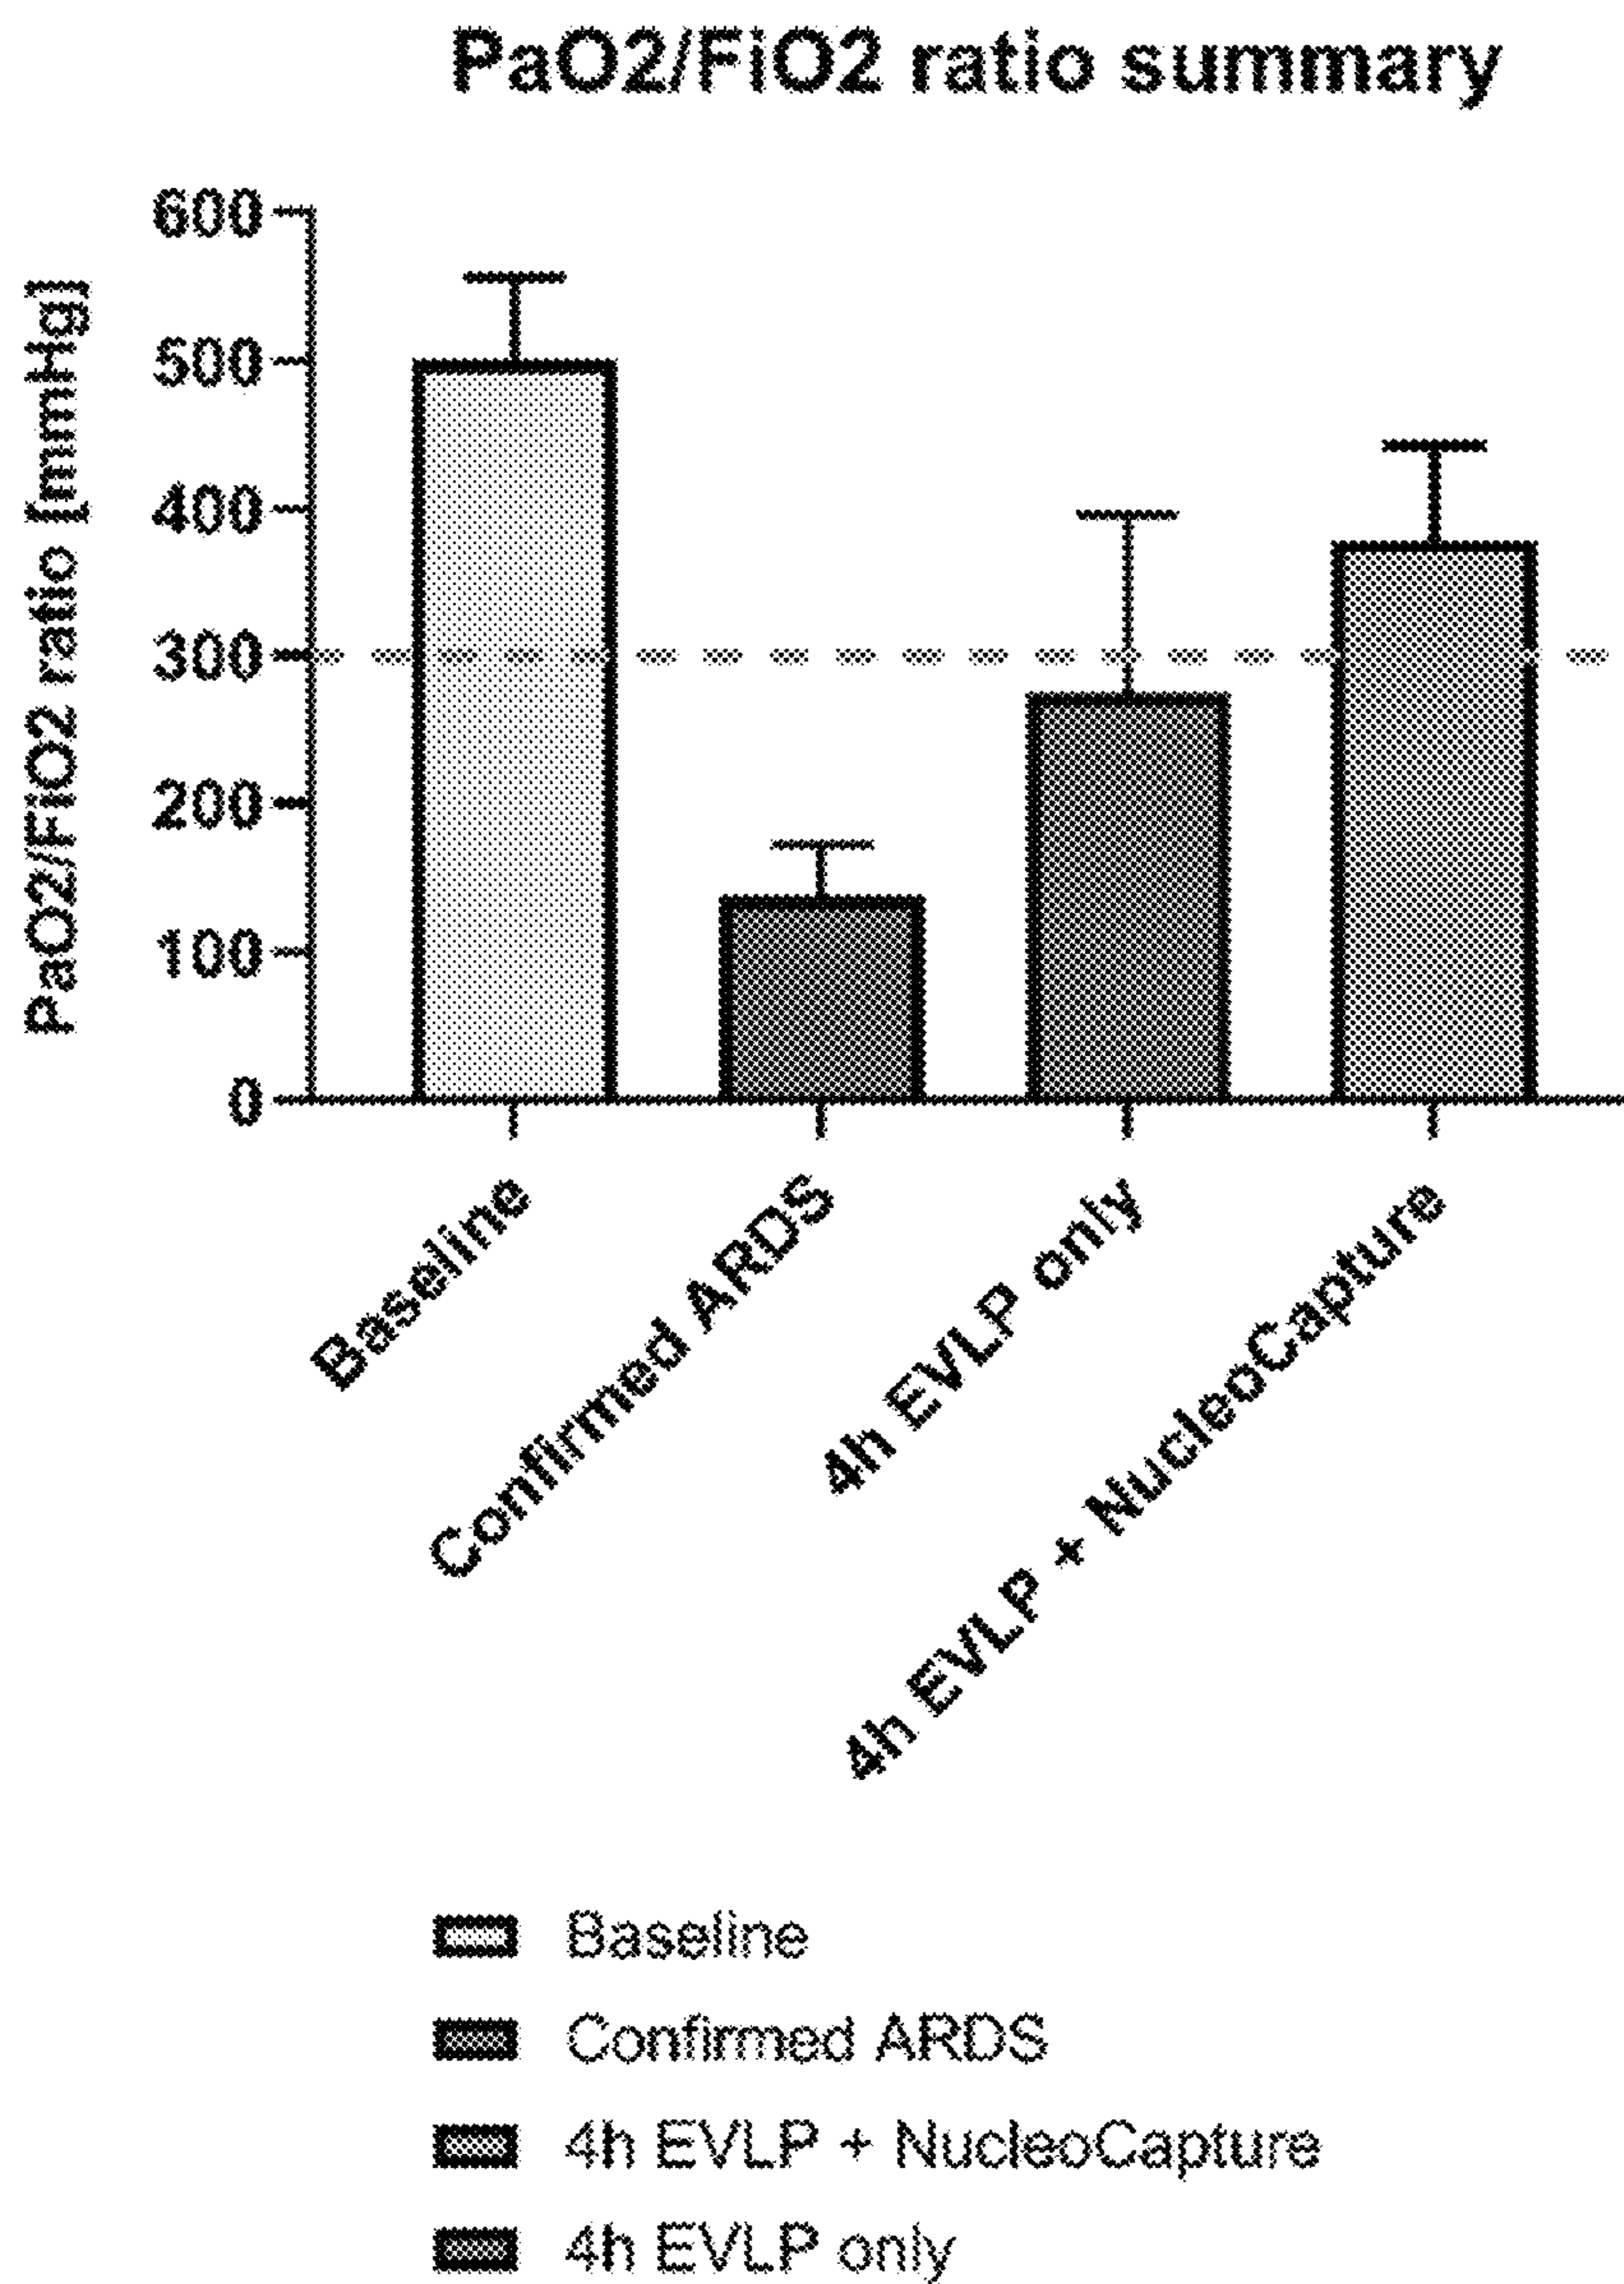 PaO2/FiO2 ratio summary
PaO2/FiO2 ratio [mmHg]
600
500
400
300
200
100
0
Baseline
Confirmed ARDS
4h EVLP only
4h EVLP + NucleoCapture
Baseline
Confirmed ARDS
4h EVLP + NucleoCapture
4h EVLP only